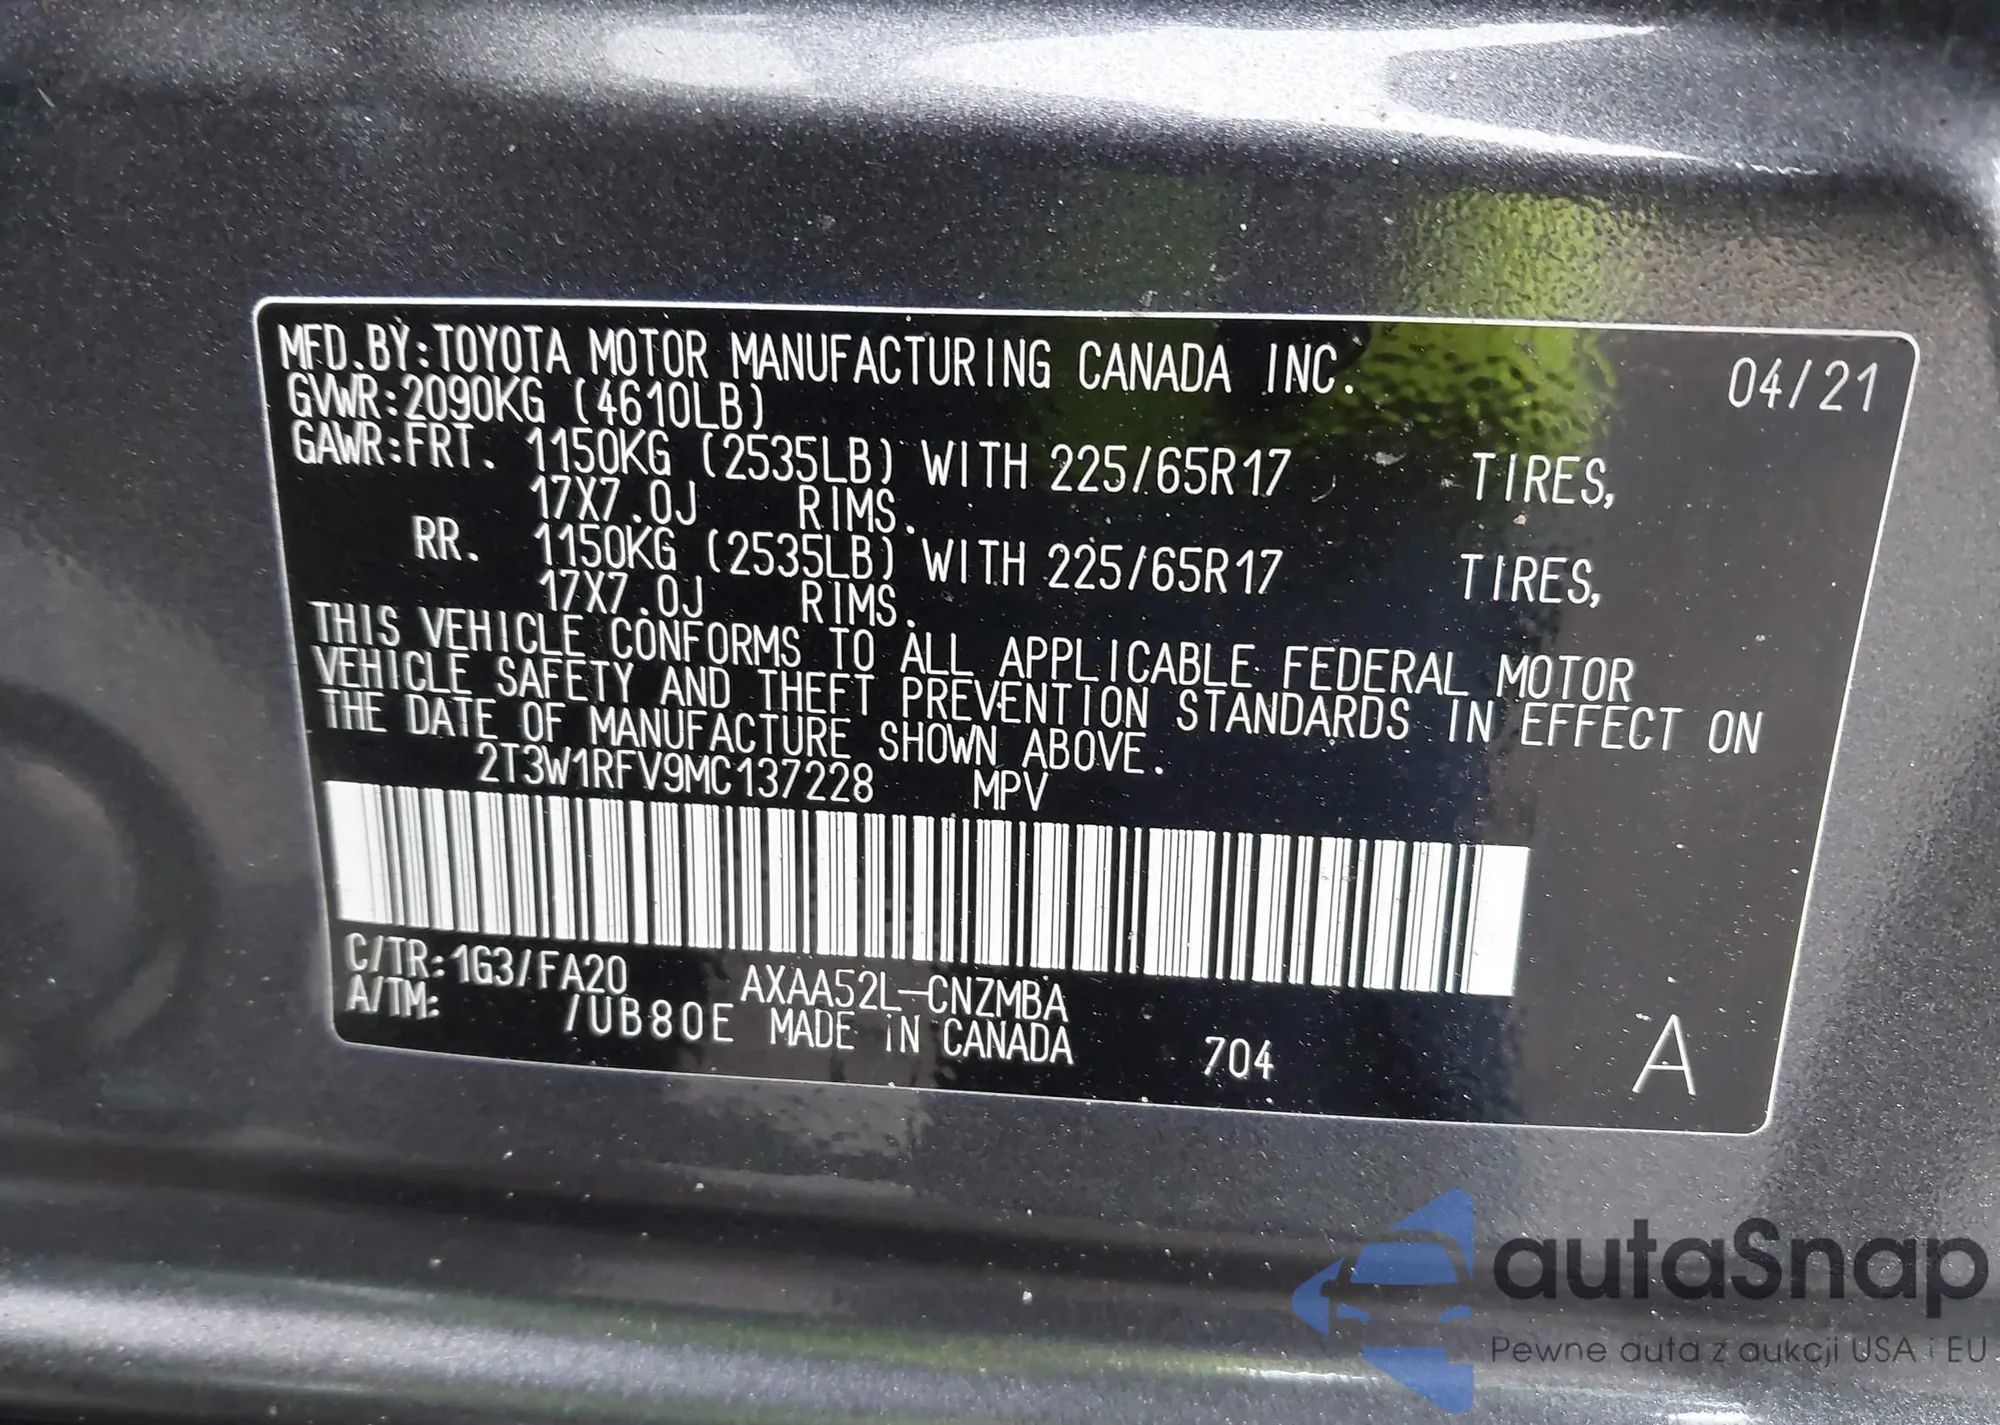 MFD.BY:TOYOTA MOTOR MANUFACTURING CANADA INC. 04/21
GVWR:2090KG (4610LB)
GAWR:FRT. 1150KG (2535LB) WITH 225/65R17 TIRES,
17X7.0J RIMS.
RR. 1150KG (2535LB) WITH 225/65R17 TIRES,
17X7.0J RIMS.
THIS VEHICLE CONFORMS TO ALL APPLICABLE FEDERAL MOTOR
VEHICLE SAFETY AND THEFT PREVENTION STANDARDS IN EFFECT ON
THE DATE OF MANUFACTURE SHOWN ABOVE.
2T3W1RFV9MC137228 MPV
C/TR:1G3/FA20 AXAA52L-CNZMBA
A/TM: /UB80E MADE IN CANADA 704 A
autaSnap
Pewne auta z aukcji USA i EU